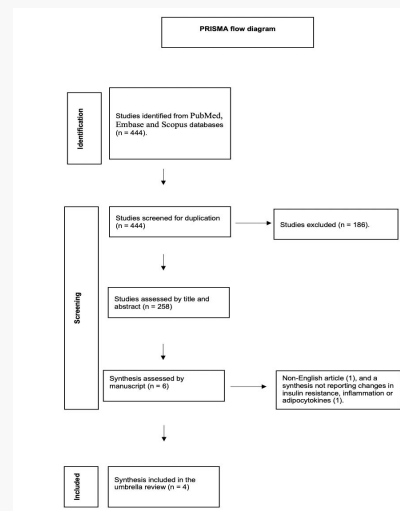 PRISMA flow diagram
Identification
Studies identified from PubMed,
Embase and Scopus databases
(n = 444).
Screening
Studies screened for duplication
(n = 444)
Studies excluded (n = 186).
Studies assessed by title and
abstract (n = 258)
Synthesis assessed by
manuscript (n = 6)
Non-English article (1), and a
synthesis not reporting changes in
insulin resistance, inflammation or
adipocytokines (1).
Included
Synthesis included in the
umbrella review (n = 4)